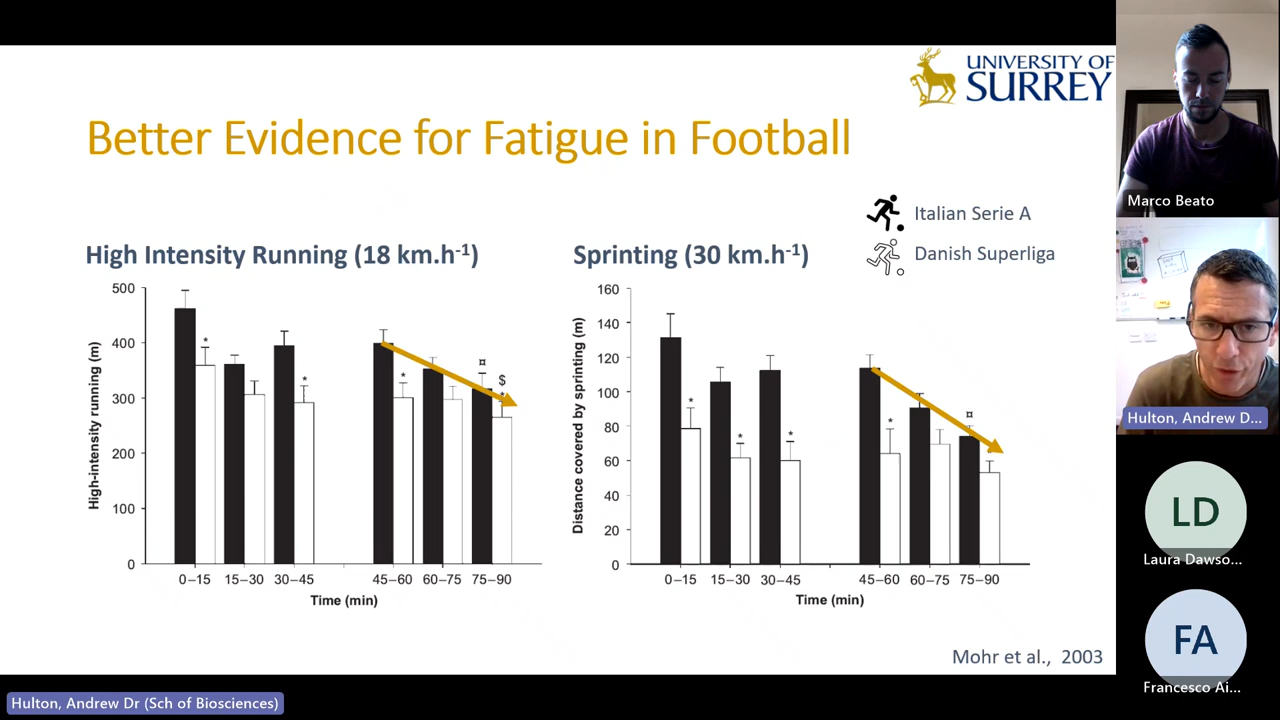 UNIVERSITY OF
SURREY
Better Evidence for Fatigue in Football
Italian Serie A
Danish Superliga
High Intensity Running (18 km.h-1)
500
400
300
200
100
0
High-intensity running (m)
*
*
*
¤
$
0–15 15–30 30–45 45–60 60–75 75–90
Time (min)
Sprinting (30 km.h-1)
160
140
120
100
80
60
40
20
0
Distance covered by sprinting (m)
*
*
*
*
¤
0–15 15–30 30–45 45–60 60–75 75–90
Time (min)
Mohr et al., 2003
Marco Beato
Hulton, Andrew D...
LD
Laura Dawso...
FA
Francesco Ai...
Hulton, Andrew Dr (Sch of Biosciences)